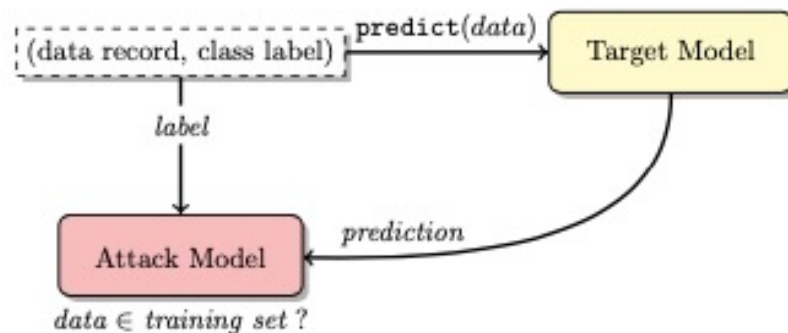 (data record, class label)
predict(data)
Target Model
label
prediction
Attack Model
data ∈ training set ?